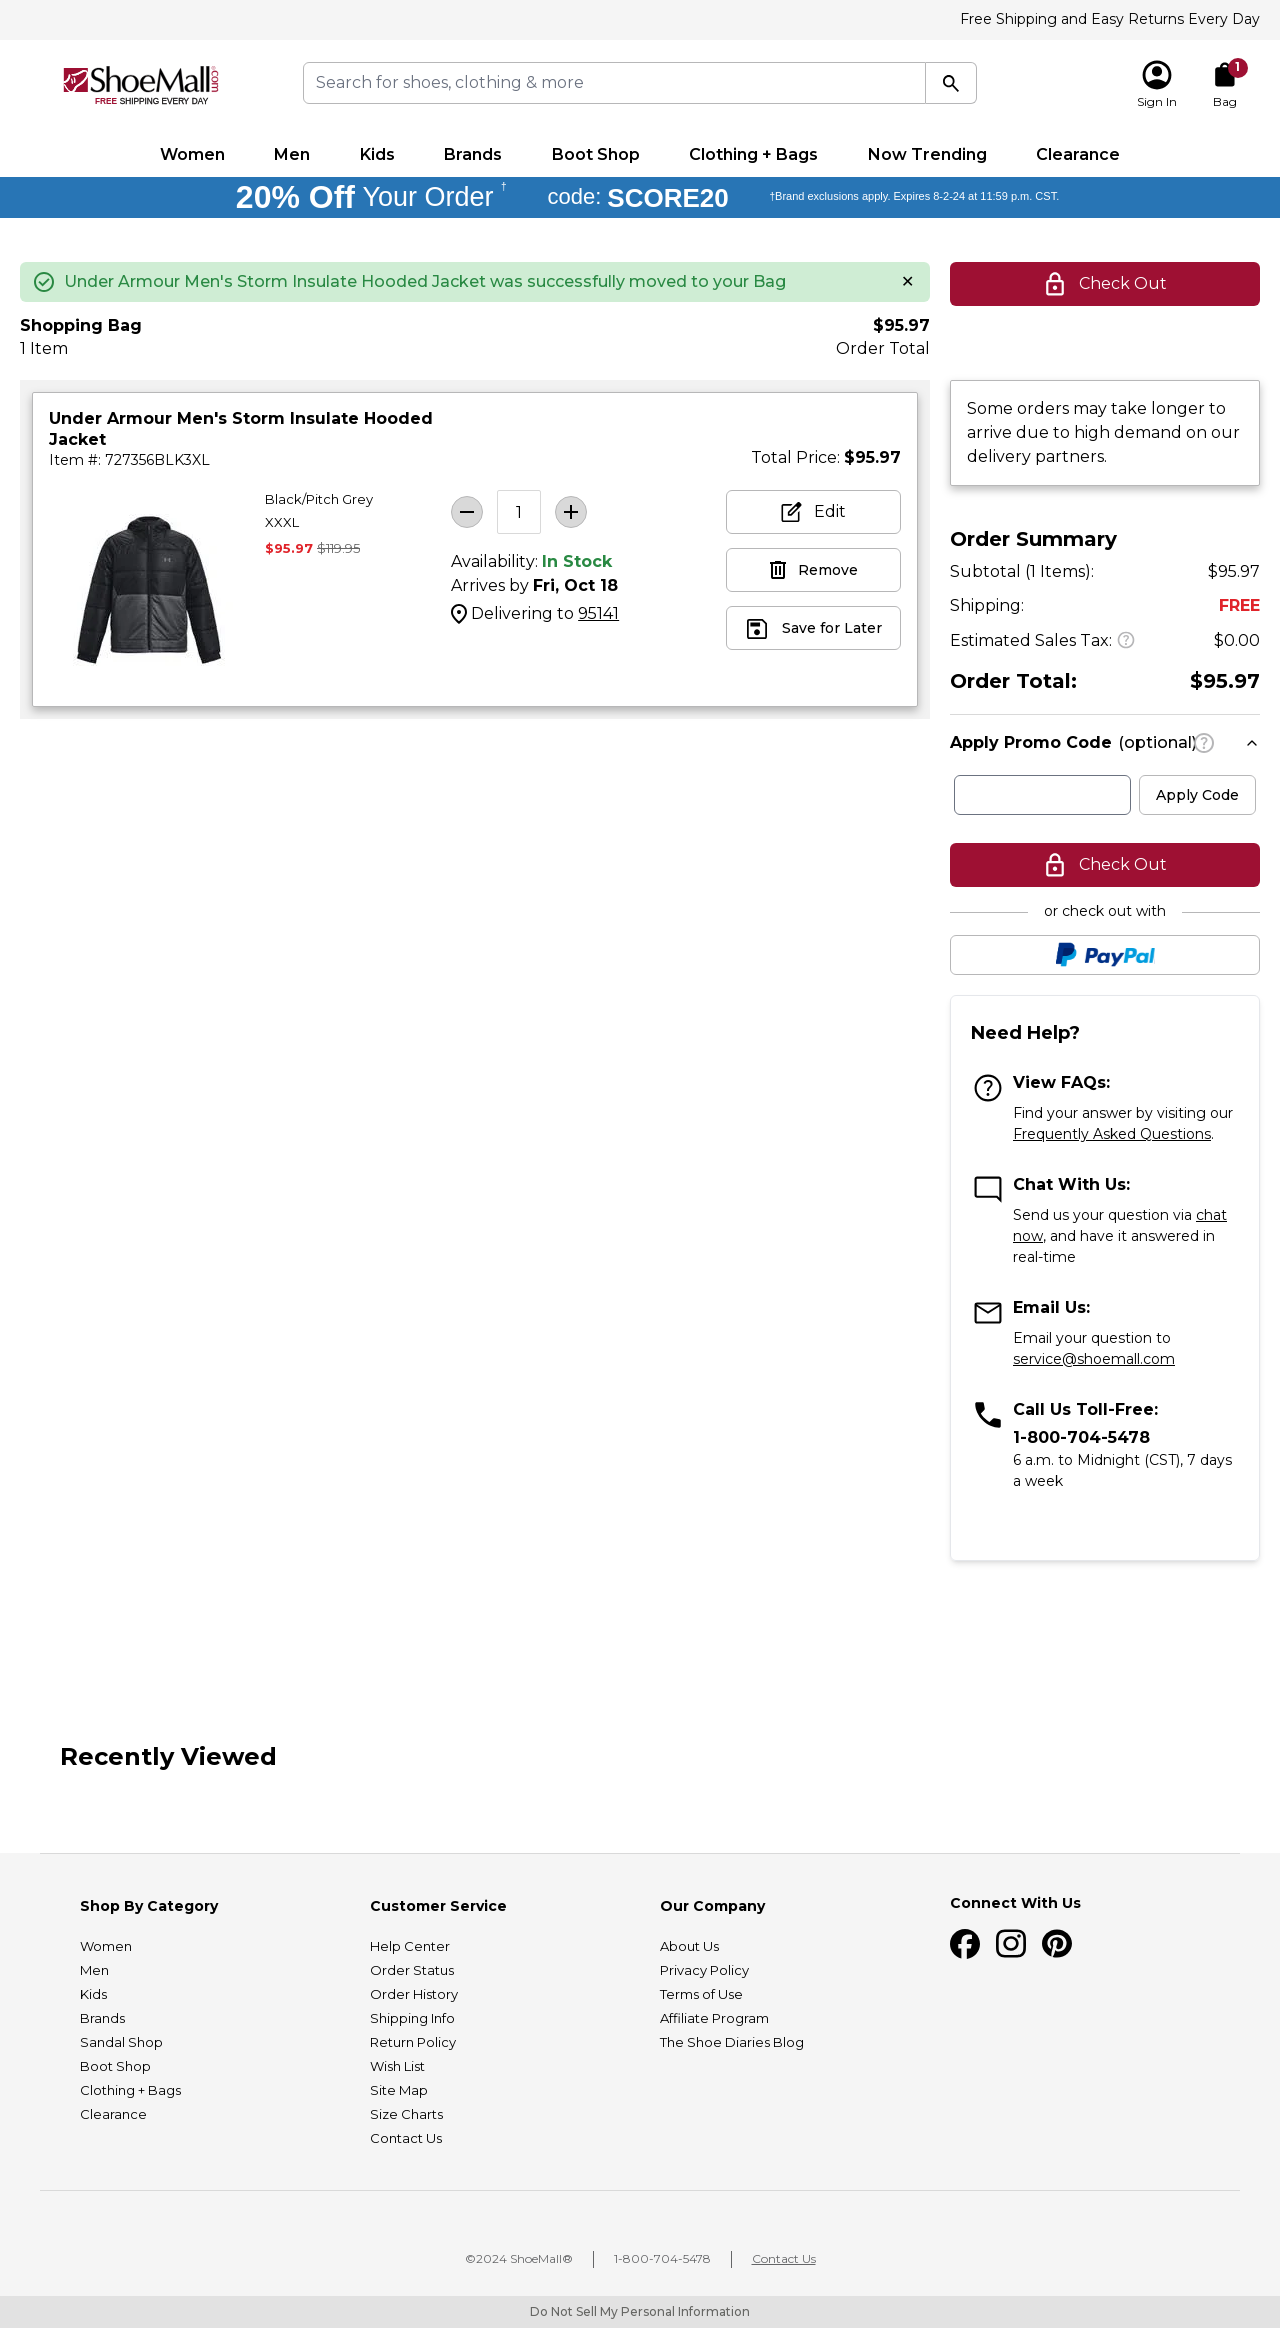 Free Shipping and Easy Returns Every Day
ShoeMall®.com
FREE SHIPPING EVERY DAY
Search for shoes, clothing & more
Sign In
1
Bag
Women Men Kids Brands Boot Shop Clothing + Bags Now Trending Clearance
20% Off Your Order † code: SCORE20 †Brand exclusions apply. Expires 8-2-24 at 11:59 p.m. CST.
Under Armour Men's Storm Insulate Hooded Jacket was successfully moved to your Bag
Check Out
Shopping Bag $95.97
1 Item Order Total
Under Armour Men's Storm Insulate Hooded
Jacket
Item #: 727356BLK3XL
Total Price: $95.97
Black/Pitch Grey
XXXL
$95.97 $119.95
1
Availability: In Stock
Arrives by Fri, Oct 18
Delivering to 95141
Edit
Remove
Save for Later
Some orders may take longer to
arrive due to high demand on our
delivery partners.
Order Summary
Subtotal (1 Items): $95.97
Shipping: FREE
Estimated Sales Tax: ? $0.00
Order Total: $95.97
Apply Promo Code (optional) ?
Apply Code
Check Out
or check out with
PayPal
Need Help?
View FAQs:
Find your answer by visiting our
Frequently Asked Questions.
Chat With Us:
Send us your question via chat
now, and have it answered in
real-time
Email Us:
Email your question to
service@shoemall.com
Call Us Toll-Free:
1-800-704-5478
6 a.m. to Midnight (CST), 7 days
a week
Recently Viewed
Shop By Category
Women
Men
Kids
Brands
Sandal Shop
Boot Shop
Clothing + Bags
Clearance
Customer Service
Help Center
Order Status
Order History
Shipping Info
Return Policy
Wish List
Site Map
Size Charts
Contact Us
Our Company
About Us
Privacy Policy
Terms of Use
Affiliate Program
The Shoe Diaries Blog
Connect With Us
©2024 ShoeMall® 1-800-704-5478 Contact Us
Do Not Sell My Personal Information